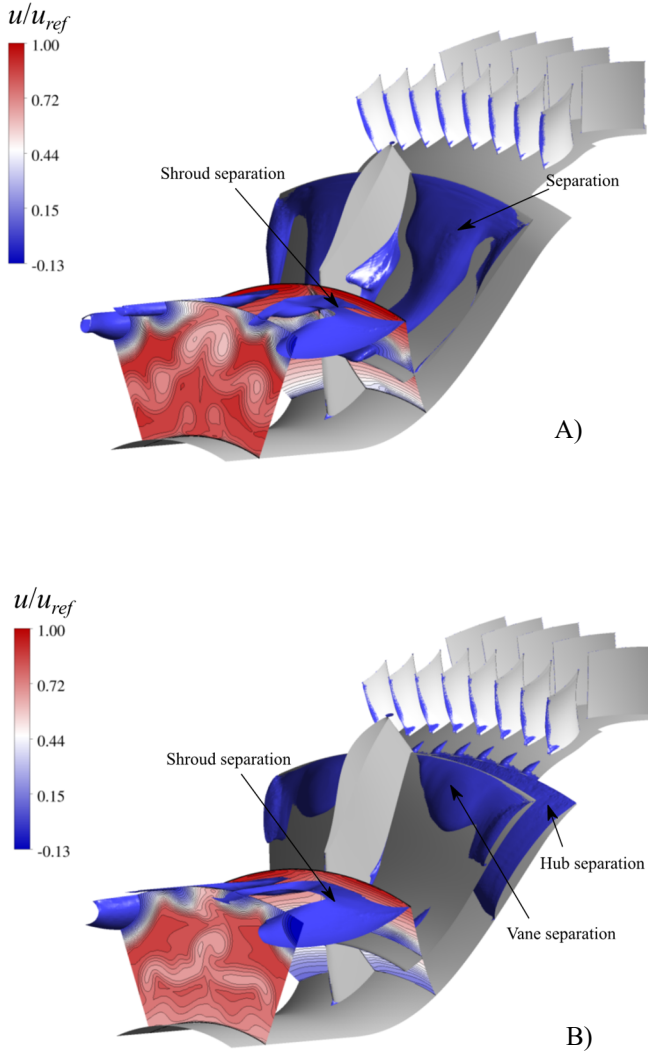 u/u_ref
1.00
0.72
0.44
0.15
-0.13
Shroud separation
Separation
A)
u/u_ref
1.00
0.72
0.44
0.15
-0.13
Shroud separation
Hub separation
Vane separation
B)